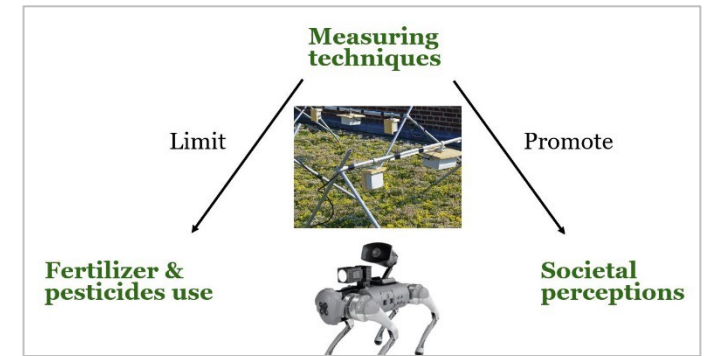 Measuring
techniques
Limit
Promote
Fertilizer &
pesticides use
Societal
perceptions